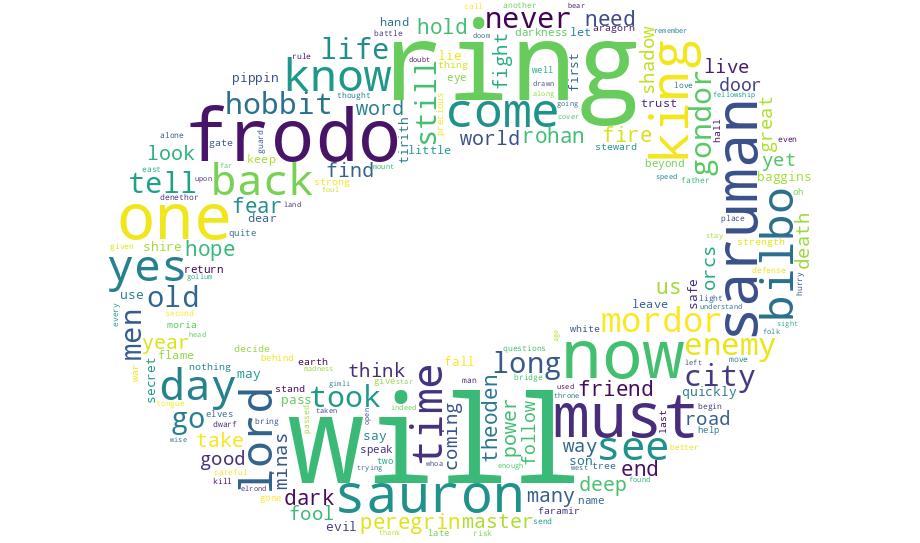 ring
will
frodo
now
one
must
sauron
saruman
king
know
come
back
yes
day
time
see
bilbo
lord
mordor
took
long
life
hobbit
still
tell
old
go
men
never
need
hold
fight
shadow
live
door
gondor
great
yet
baggins
death
orcs
us
enemy
city
friend
quickly
road
end
many
deep
way
power
follow
theoden
coming
think
fall
hand
battle
call
another
bear
darkness
let
aragorn
doom
remember
rule
doubt
lie
thing
eye
well
drawn
along
first
going
love
fellowship
pippin
thought
word
precious
cover
trust
hall
even
alone
gate
guard
tirith
little
world
rohan
fire
steward
beyond
look
keep
find
mount
speed
father
east
upon
far
strong
foul
denethor
fear
land
dear
oh
place
given
shire
hope
quite
return
gollum
stay
strength
use
defense
safe
light
understand
hurry
every
second
leave
sight
folk
moria
head
white
year
flame
decide
behind
ago
questions
left
move
war
secret
nothing
may
earth
madness
bridge
stand
gimli
give
star
man
used
throne
tongue
pass
elves
bring
dwarf
taken
open
indeed
last
begin
help
wise
take
passed
say
speak
whoa
son
tree
west
better
good
minas
two
trying
enough
found
careful
kill
elrond
gone
dark
name
fool
peregrin
master
send
faramir
evil
thank
late
risk